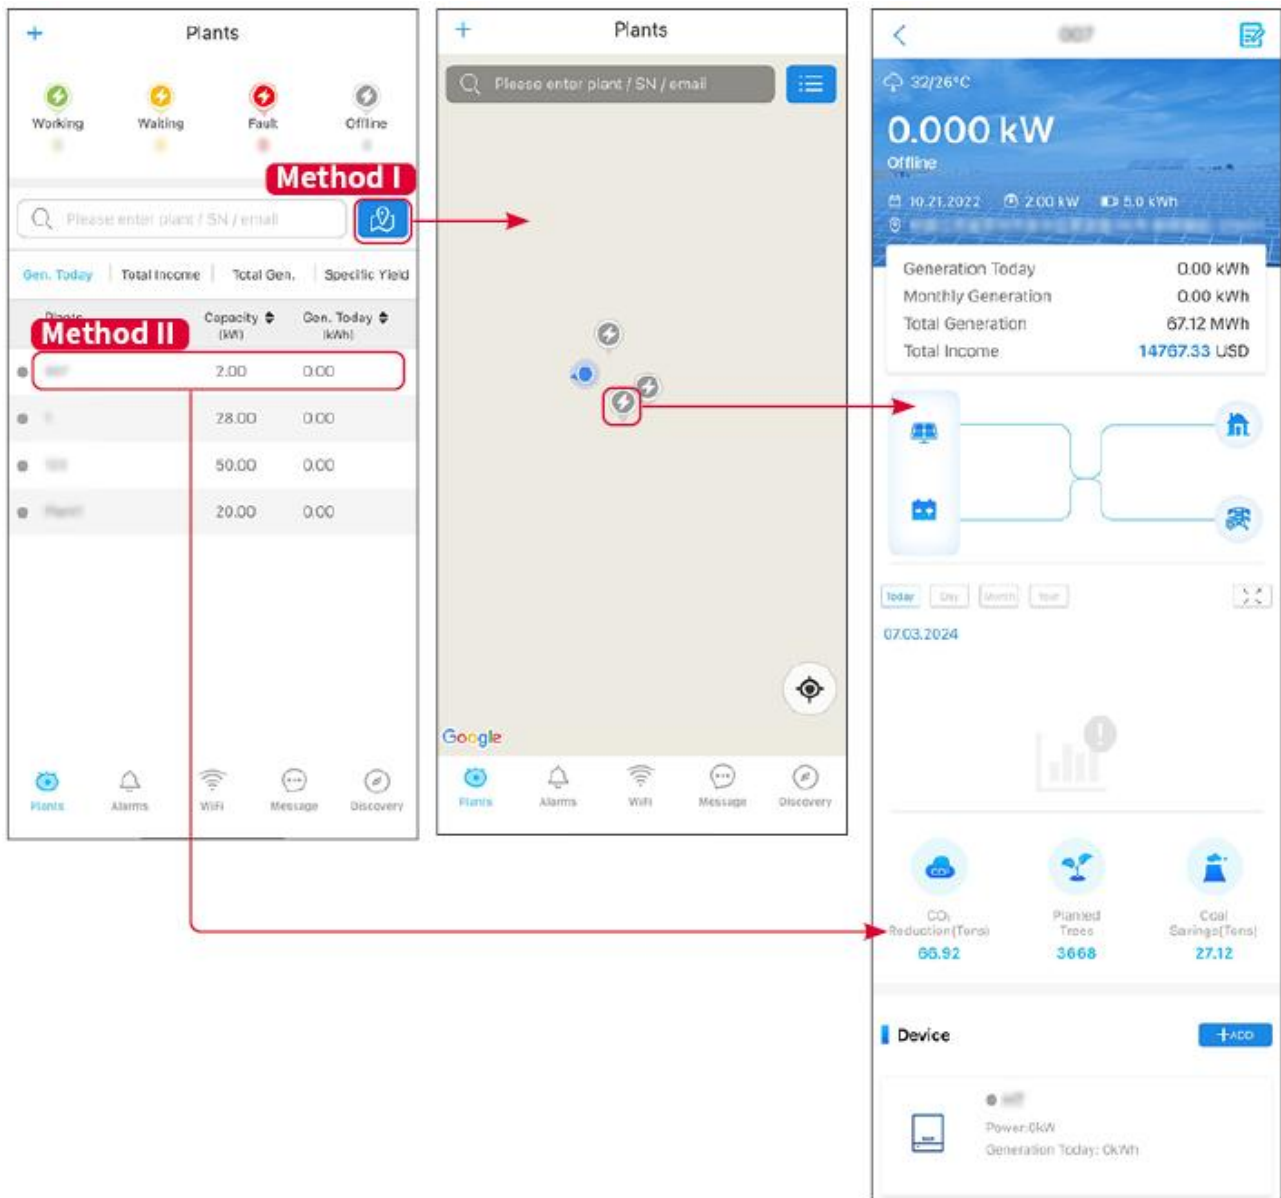 Plants
Working
Waiting
Fault
Offline
Method I
Please enter plant / SN / email
Gen. Today
Total Income
Total Gen.
Specific Yield
Plants
Capacity
(kW)
Gen. Today
(kWh)
Method II
2.00
0.00
28.00
0.00
50.00
0.00
20.00
0.00
Plants
Alarms
WiFi
Message
Discovery
Plants
Please enter plant / SN / email
Google
Plants
Alarms
WiFi
Message
Discovery
007
32/26°C
0.000 kW
Offline
10.21.2022
2.00 kW
5.0 kWh
Generation Today
0.00 kWh
Monthly Generation
0.00 kWh
Total Generation
67.12 MWh
Total Income
14767.33 USD
Today
Day
Month
Year
07.03.2024
CO₂
Reduction(Tons)
66.92
Planted
Trees
3668
Coal
Savings(Tons)
27.12
Device
+ADD
Power:0kW
Generation Today: 0kWh